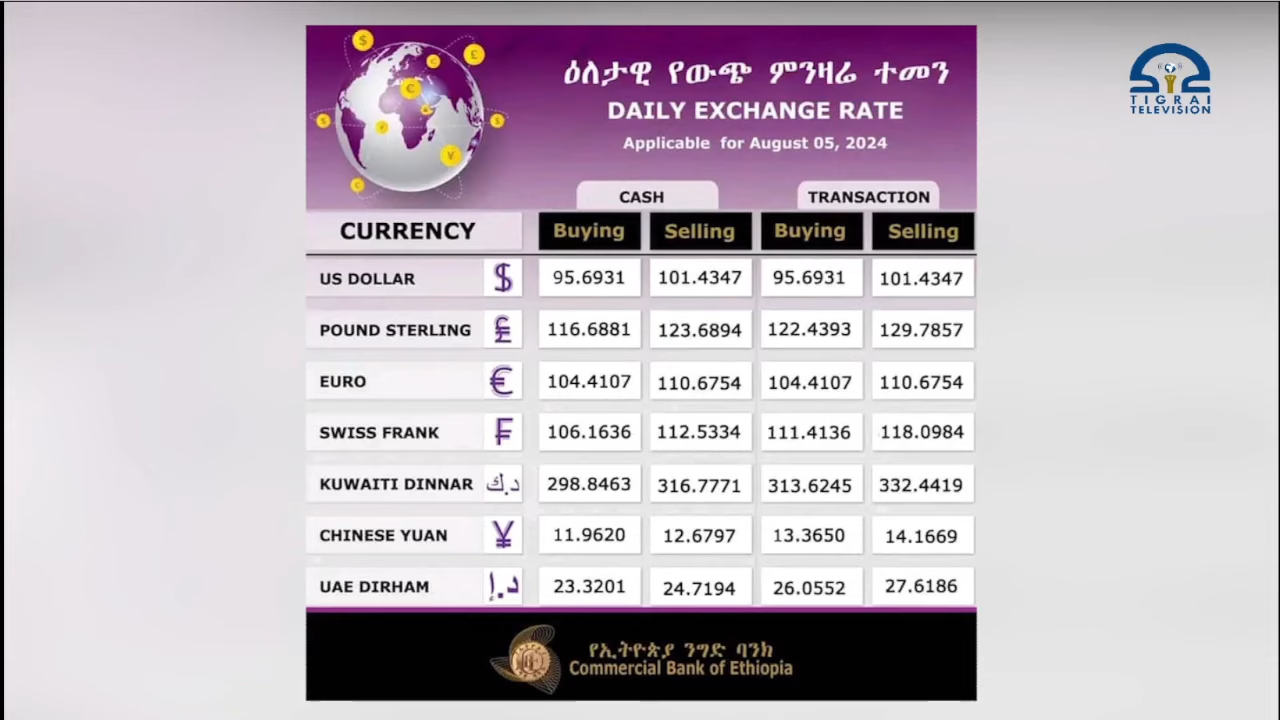 ዕለታዊ የውጭ ምንዛሬ ተመን
DAILY EXCHANGE RATE
Applicable for August 05, 2024
TIGRAI
TELEVISION
CASH TRANSACTION
CURRENCY Buying Selling Buying Selling
US DOLLAR $ 95.6931 101.4347 95.6931 101.4347
POUND STERLING £ 116.6881 123.6894 122.4393 129.7857
EURO € 104.4107 110.6754 104.4107 110.6754
SWISS FRANK ₣ 106.1636 112.5334 111.4136 118.0984
KUWAITI DINNAR د.ك 298.8463 316.7771 313.6245 332.4419
CHINESE YUAN ¥ 11.9620 12.6797 13.3650 14.1669
UAE DIRHAM د.إ 23.3201 24.7194 26.0552 27.6186
የኢትዮጵያ ንግድ ባንክ
Commercial Bank of Ethiopia